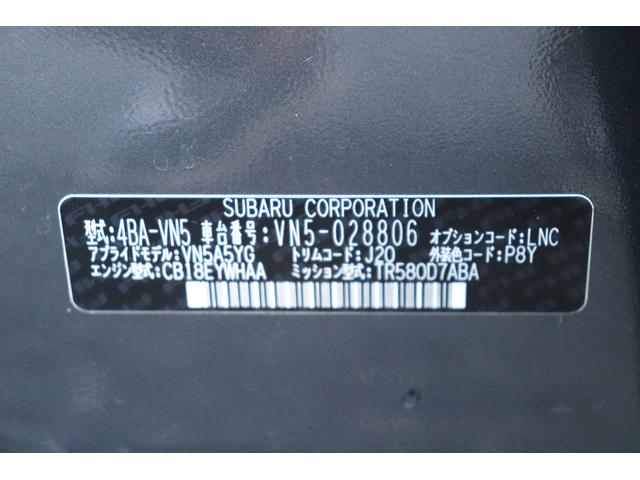 SUBARU CORPORATION
型式:4BA-VN5 車台番号:VN5-028806 オプションコード:LNC
アプライドモデル:VN5A5YG トリムコード:J20 外装色コード:P8Y
エンジン型式:CB18EYWHAA ミッション型式:TR580D7ABA